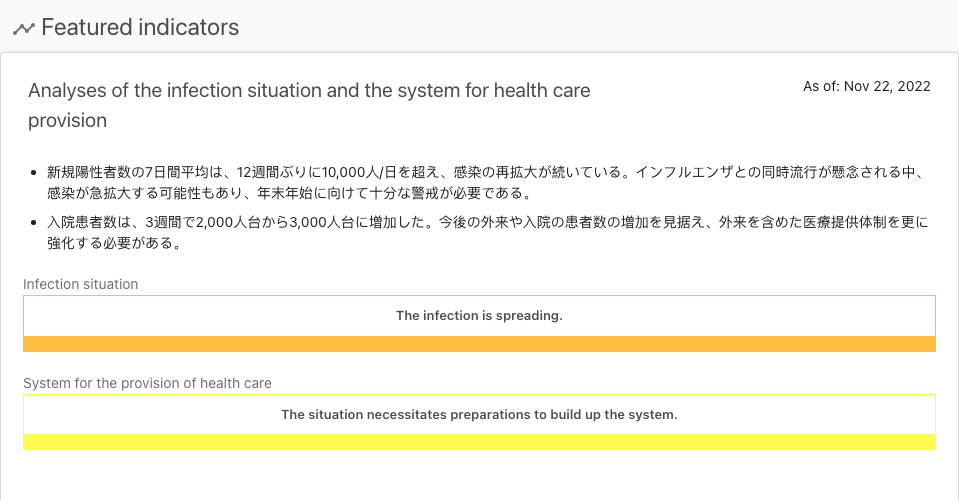 Featured indicators
Analyses of the infection situation and the system for health care
provision
As of: Nov 22, 2022
• 新規陽性者数の7日間平均は、12週間ぶりに10,000人/日を超え、感染の再拡大が続いている。インフルエンザとの同時流行が懸念される中、
感染が急拡大する可能性もあり、年末年始に向けて十分な警戒が必要である。
• 入院患者数は、3週間で2,000人台から3,000人台に増加した。今後の外来や入院の患者数の増加を見据え、外来を含めた医療提供体制を更に
強化する必要がある。
Infection situation
The infection is spreading.
System for the provision of health care
The situation necessitates preparations to build up the system.